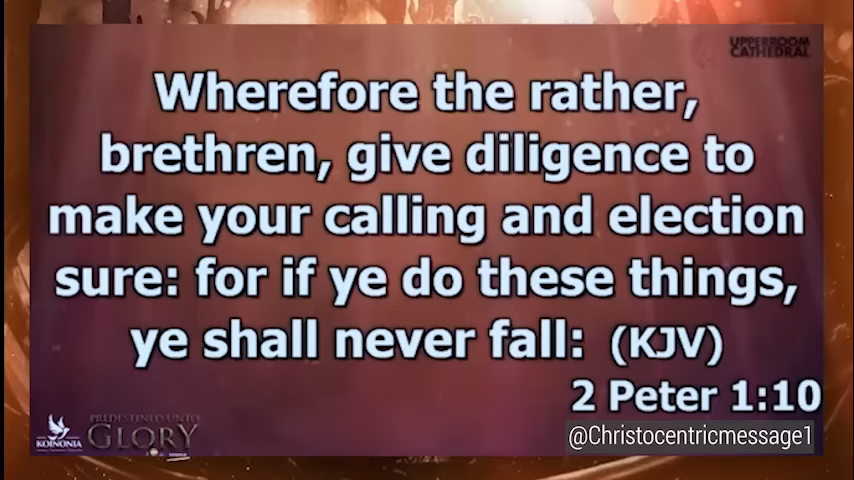 UPPERROOM
CATHEDRAL
Wherefore the rather,
brethren, give diligence to
make your calling and election
sure: for if ye do these things,
ye shall never fall: (KJV)
2 Peter 1:10
@Christocentricmessage1
KOINONIA
PREDESTINED UNTO
GLORY